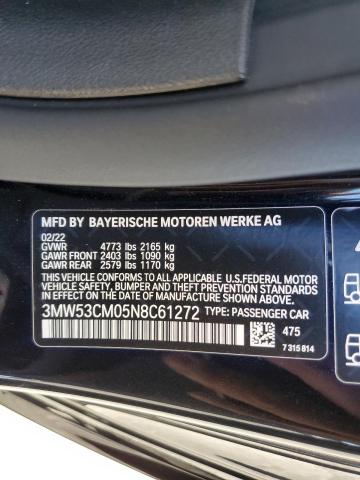 MFD BY BAYERISCHE MOTOREN WERKE AG
02/22
GVWR 4773 lbs 2165 kg
GAWR FRONT 2403 lbs 1090 kg
GAWR REAR 2579 lbs 1170 kg
THIS VEHICLE CONFORMS TO ALL APPLICABLE U.S.FEDERAL MOTOR
VEHICLE SAFETY, BUMPER AND THEFT PREVENTION STANDARDS
IN EFFECT ON THE DATE OF MANUFACTURE SHOWN ABOVE.
3MW53CM05N8C61272 TYPE: PASSENGER CAR
475
7 315 814